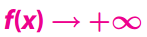 f(x) → +∞